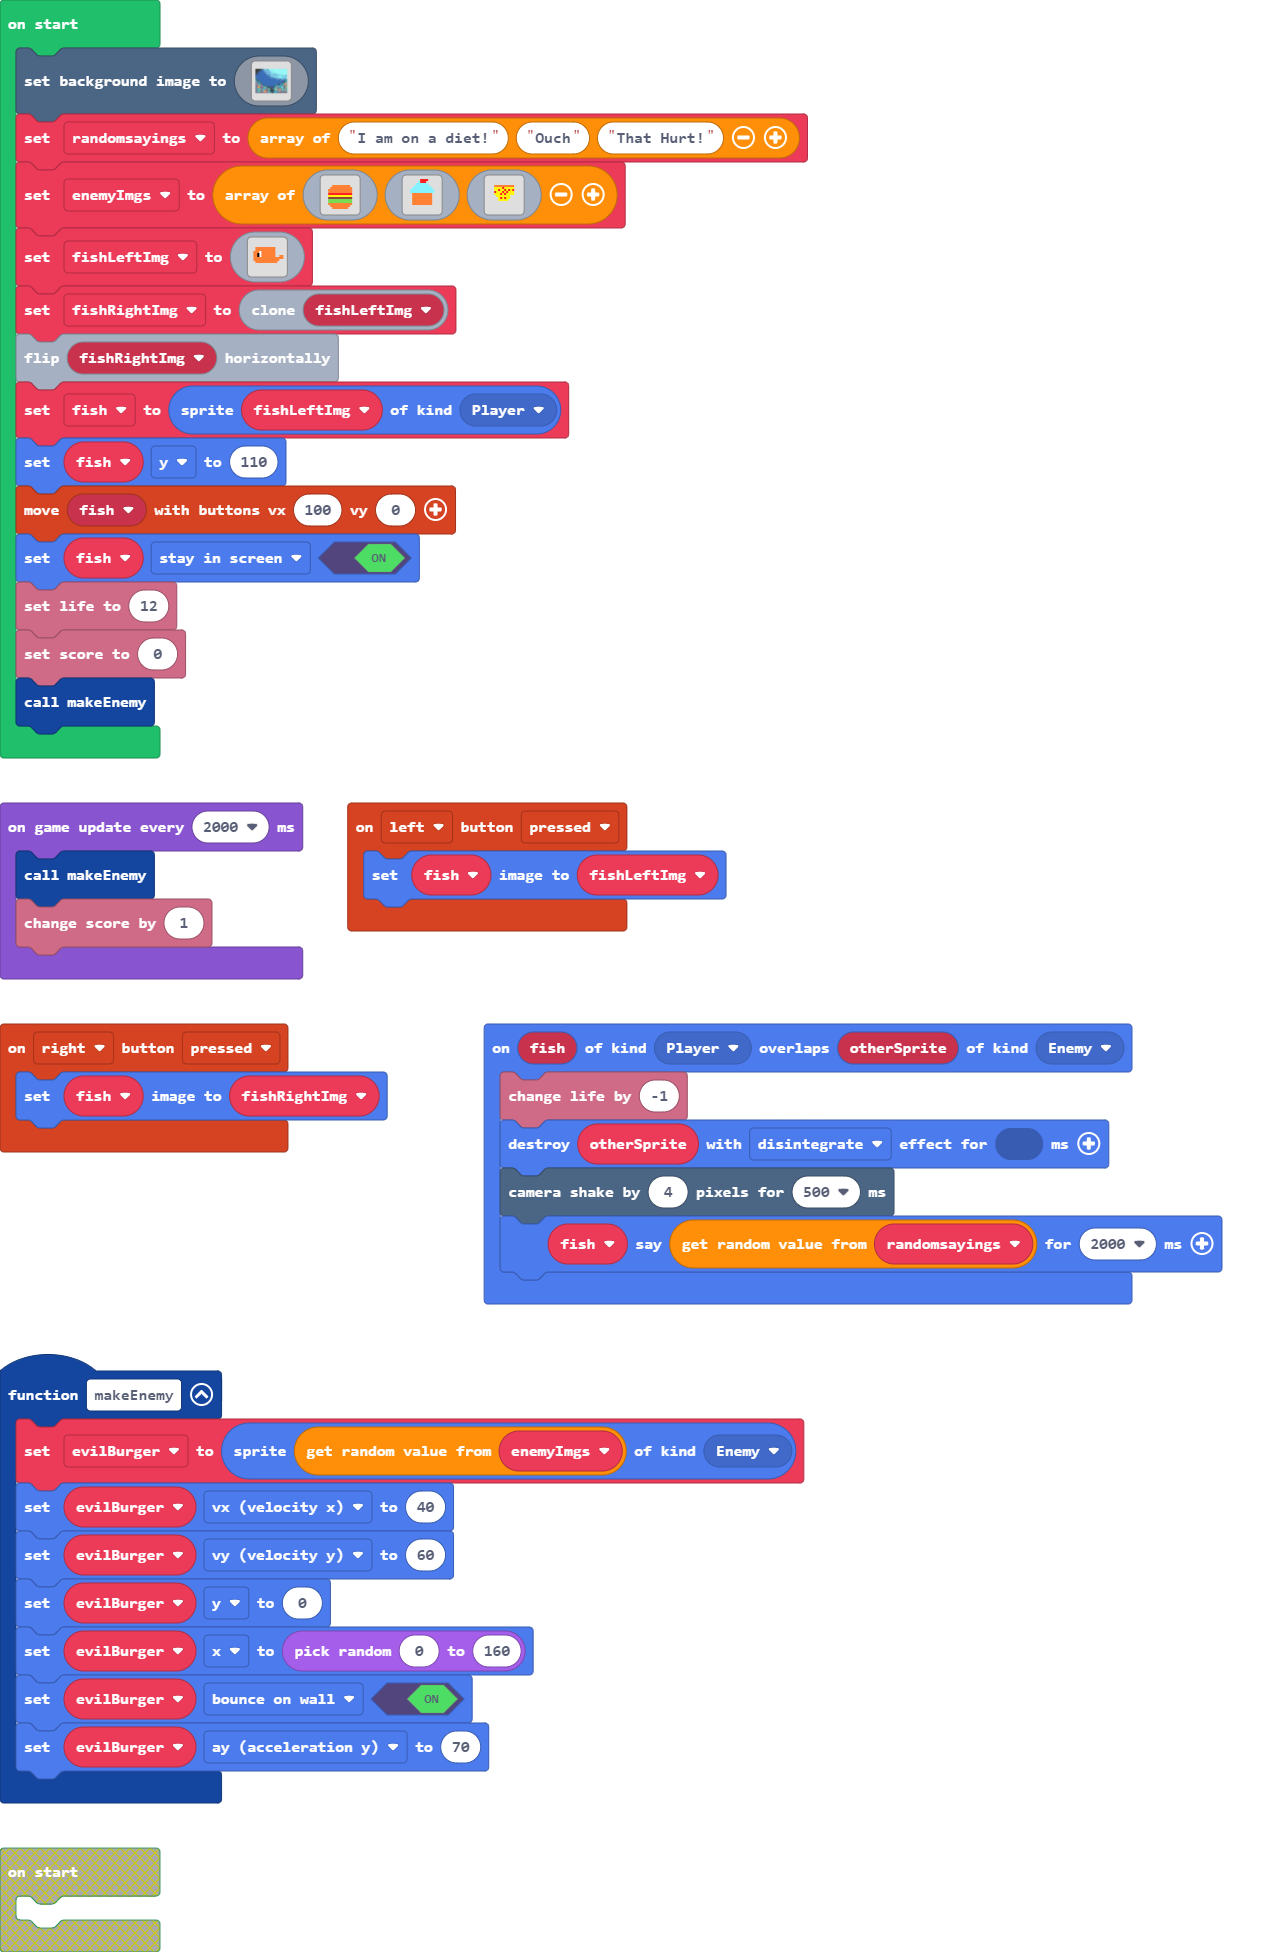 on start
set background image to
set randomsayings to array of "I am on a diet!" "Ouch" "That Hurt!"
set enemyImgs to array of
set fishLeftImg to
set fishRightImg to clone fishLeftImg
flip fishRightImg horizontally
set fish to sprite fishLeftImg of kind Player
set fish y to 110
move fish with buttons vx 100 vy 0
set fish stay in screen ON
set life to 12
set score to 0
call makeEnemy
on game update every 2000 ms
call makeEnemy
change score by 1
on left button pressed
set fish image to fishLeftImg
on right button pressed
set fish image to fishRightImg
on fish of kind Player overlaps otherSprite of kind Enemy
change life by -1
destroy otherSprite with disintegrate effect for ms
camera shake by 4 pixels for 500 ms
fish say get random value from randomsayings for 2000 ms
function makeEnemy
set evilBurger to sprite get random value from enemyImgs of kind Enemy
set evilBurger vx (velocity x) to 40
set evilBurger vy (velocity y) to 60
set evilBurger y to 0
set evilBurger x to pick random 0 to 160
set evilBurger bounce on wall ON
set evilBurger ay (acceleration y) to 70
on start